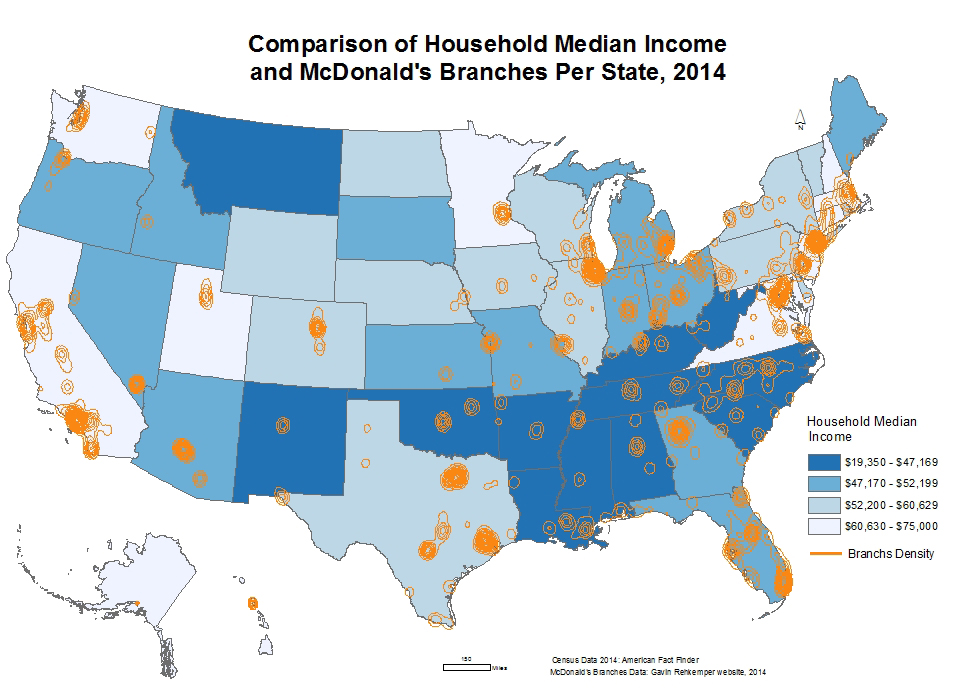 Comparison of Household Median Income
and McDonald's Branches Per State, 2014
N
Household Median
Income
$19,350 - $47,169
$47,170 - $52,199
$52,200 - $60,629
$60,630 - $75,000
Branchs Density
150
Miles
Census Data 2014: American Fact Finder
McDonald's Branches Data: Gavin Rehkemper website, 2014